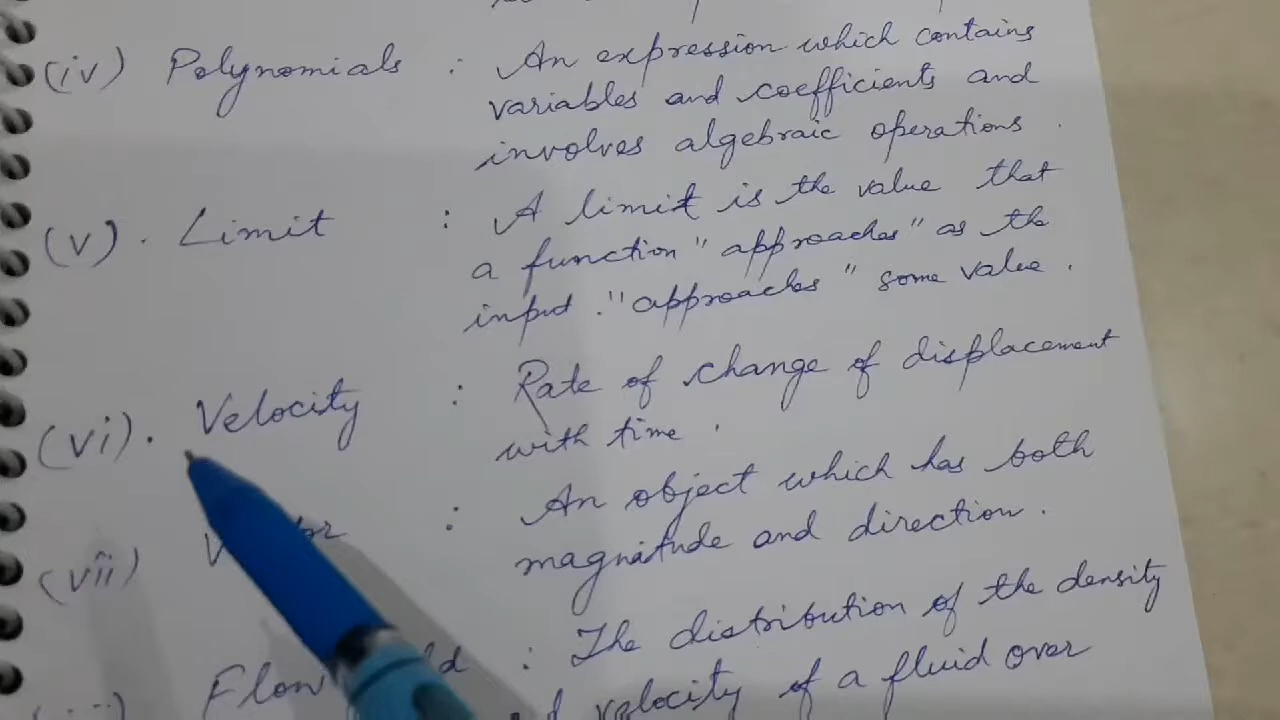 (iv) Polynomials : An expression which contains
variables and coefficients and
involves algebraic operations.
(v). Limit : A limit is the value that
a function "approaches" as the
input "approaches" some value.
(vi). Velocity : Rate of change of displacement
with time.
(vii) : An object which has both
magnitude and direction.
Flow : The distribution of the density
velocity of a fluid over